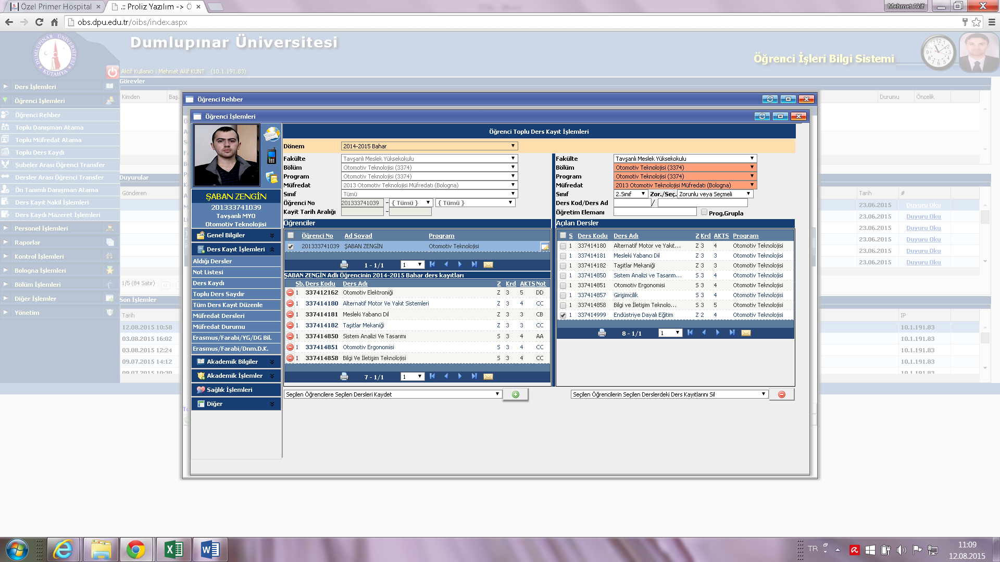 Özel Primer Hospital
.:: Proliz Yazılım -> Ö
Mehmet Akif
obs.dpu.edu.tr/oibs/index.aspx
Dumlupınar Üniversitesi
Öğrenci İşleri Bilgi Sistemi
Aktif Kullanıcı : Mehmet Akif KUNT (10.1.191.83)
Ders İşlemleri
Öğrenci İşlemleri
Öğrenci Rehber
Toplu Danışman Atama
Toplu Müfredat Atama
Toplu Ders Kaydı
Şubeler Arası Öğrenci Transfer
Dersler Arası Öğrenci Transfer
Ön Tanımlı Danışman Atama
Ders Kayıt Nakil İşlemleri
Ders Kaydı Mazeret İşlemleri
Personel İşlemleri
Raporlar
Kontrol İşlemleri
Bologna İşlemleri
Bölüm İşlemleri
Diğer İşlemler
Yönetim
Görevler
Kimden Baş. Durumu Öncelik
Duyurular
Gönderen Tarih #
23.06.2015 Duyuru Oku
23.06.2015 Duyuru Oku
23.06.2015 Duyuru Oku
23.06.2015 Duyuru Oku
23.06.2015 Duyuru Oku
23.06.2015 Duyuru Oku
1/5 (84 Satır)
Son İşlemler
Tarih IP
12.08.2015 10:58 10.1.191.83
03.08.2015 16:02 10.1.191.83
03.08.2015 12:24 10.1.191.83
09.07.2015 14:12 10.1.191.83
09.07.2015 10:30 10.1.191.83
Öğrenci Rehber
Öğrenci İşlemleri
ŞABAN ZENGİN
201333741039
Tavşanlı MYO
Otomotiv Teknolojisi
Genel Bilgiler
Ders Kayıt İşlemleri
Aldığı Dersler
Not Listesi
Ders Kaydı
Toplu Ders Saydır
Tüm Ders Kayıt Düzenle
Müfredat Dersleri
Müfredat Durumu
Erasmus/Farabi/YG/DG Bil.
Erasmus/Farabi/Dnm.D.K.
Akademik Bilgiler
Akademik İşlemler
Sağlık İşlemleri
Diğer
Öğrenci Toplu Ders Kayıt İşlemleri
Dönem 2014-2015 Bahar
Fakülte Tavşanlı Meslek Yüksekokulu
Bölüm Otomotiv Teknolojisi (3374)
Program Otomotiv Teknolojisi (3374)
Müfredat 2013 Otomotiv Teknolojisi Müfredatı (Bologna)
Sınıf Tümü
Öğrenci No 201333741039 - { Tümü } { Tümü }
Kayıt Tarih Aralığı -
Öğrenciler
Öğrenci No Ad Soyad Program
201333741039 ŞABAN ZENGİN Otomotiv Teknolojisi
1 - 1/1 1
ŞABAN ZENGİN Adlı Öğrencinin 2014-2015 Bahar ders kayıtları
Sb. Ders Kodu Ders Adı Z Krd AKTS Not
1 337412162 Otomotiv Elektroniği Z 3 5 DD
1 337414180 Alternatif Motor Ve Yakıt Sistemleri Z 3 4 CC
1 337414181 Mesleki Yabancı Dil Z 3 3 CB
1 337414182 Taşıtlar Mekaniği Z 3 3 CC
1 337414850 Sistem Analizi Ve Tasarımı S 3 4 AA
1 337414851 Otomotiv Ergonomisi S 3 4 CC
1 337414858 Bilgi Ve İletişim Teknolojisi S 3 4 CC
7 - 1/1 1
Seçilen Öğrencilere Seçilen Dersleri Kaydet
Fakülte Tavşanlı Meslek Yüksekokulu
Bölüm Otomotiv Teknolojisi (3374)
Program Otomotiv Teknolojisi (3374)
Müfredat 2013 Otomotiv Teknolojisi Müfredatı (Bologna)
Sınıf 2.Sınıf Zor./Seç. Zorunlu veya Seçmeli
Ders Kod/Ders Ad /
Öğretim Elemanı Prog.Grupla
Açılan Dersler
S Ders Kodu Ders Adı Z Krd AKTS Program
1 337414180 Alternatif Motor ve Yakıt... Z 3 4 Otomotiv Teknolojisi
1 337414181 Mesleki Yabancı Dil Z 3 3 Otomotiv Teknolojisi
1 337414182 Taşıtlar Mekaniği Z 3 3 Otomotiv Teknolojisi
1 337414850 Sistem Analizi ve Tasarım... S 3 4 Otomotiv Teknolojisi
1 337414851 Otomotiv Ergonomisi S 3 4 Otomotiv Teknolojisi
1 337414857 Girişimcilik S 3 4 Otomotiv Teknolojisi
1 337414858 Bilgi ve İletişim Teknolo... S 3 5 Otomotiv Teknolojisi
1 337414999 Endüstriye Dayalı Eğitim Z 2 4 Otomotiv Teknolojisi
8 - 1/1 1
Seçilen Öğrencilerin Seçilen Derslerdeki Ders Kayıtlarını Sil
TR
11:09
12.08.2015